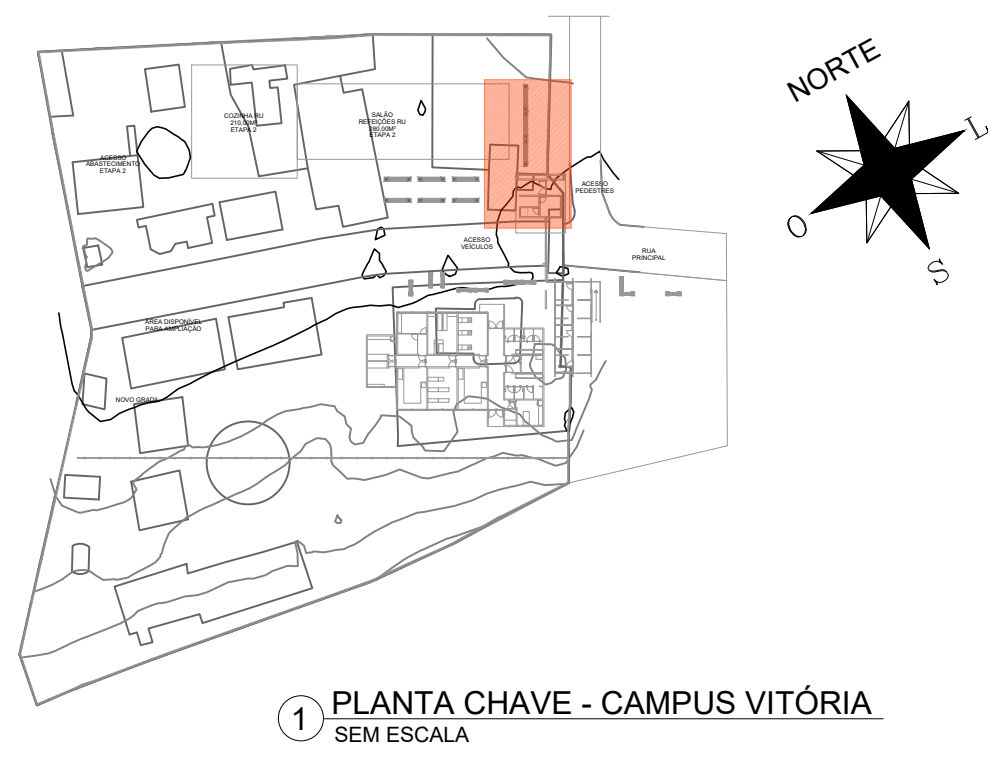 NORTE
L
O
S
COZINHA RU
210,00M²
ETAPA 2
SALÃO
REFEIÇÕES RU
280,00M²
ETAPA 2
ACESSO
ABASTECIMENTO
ETAPA 2
ACESSO
PEDESTRES
ACESSO
VEÍCULOS
RUA
PRINCIPAL
ÁREA DISPONÍVEL
PARA AMPLIAÇÃO
NOVO GRADIL
1 PLANTA CHAVE - CAMPUS VITÓRIA
SEM ESCALA